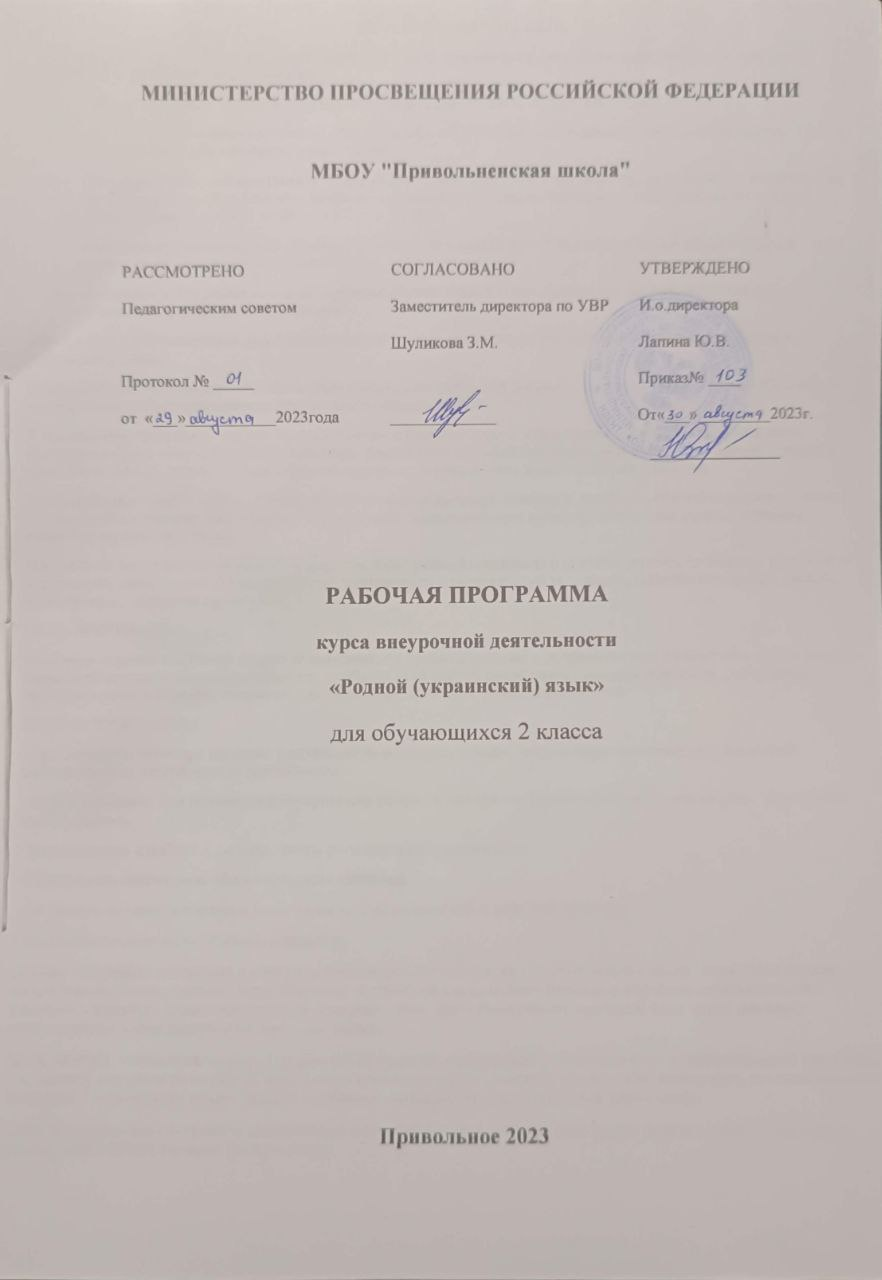 МИНИСТЕРСТВО ПРОСВЕЩЕНИЯ РОССИЙСКОЙ ФЕДЕРАЦИИ
МБОУ "Привольненская школа"
РАССМОТРЕНО
Педагогическим советом
Протокол № 01
от «29» августа 2023года
СОГЛАСОВАНО
Заместитель директора по УВР
Шуликова З.М.
УТВЕРЖДЕНО
И.о.директора
Лапина Ю.В.
Приказ№ 103
От«30» августа 2023г.
РАБОЧАЯ ПРОГРАММА
курса внеурочной деятельности
«Родной (украинский) язык»
для обучающихся 2 класса
Привольное 2023